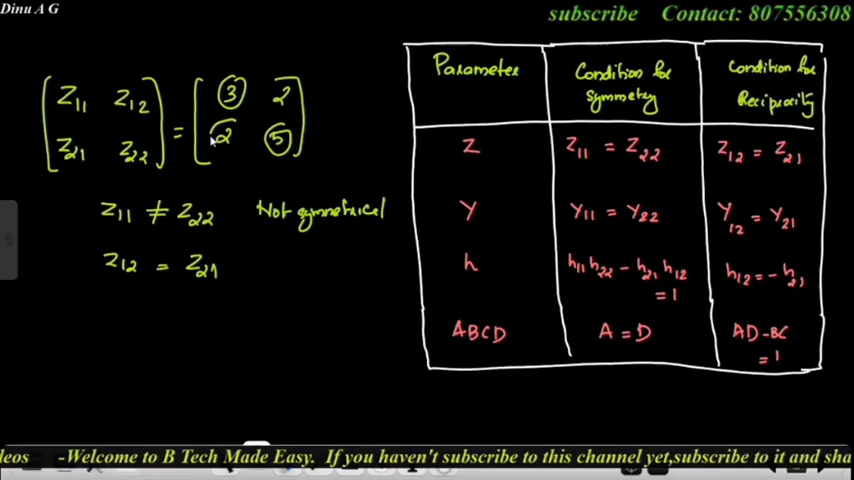 Dinu A G
subscribe Contact: 807556308
Z11 Z12
Z21 Z22
=
3 2
2 5
Z11 ≠ Z22 Not symmetrical
Z12 = Z21
Parameter Condition for Symmetry Condition for Reciprocity
Z Z11 = Z22 Z12 = Z21
Y Y11 = Y22 Y12 = Y21
h h11 h22 - h21 h12 = 1 h12 = - h21
ABCD A = D AD - BC = 1
leos -Welcome to B Tech Made Easy. If you haven't subscribe to this channel yet,subscribe to it and sha